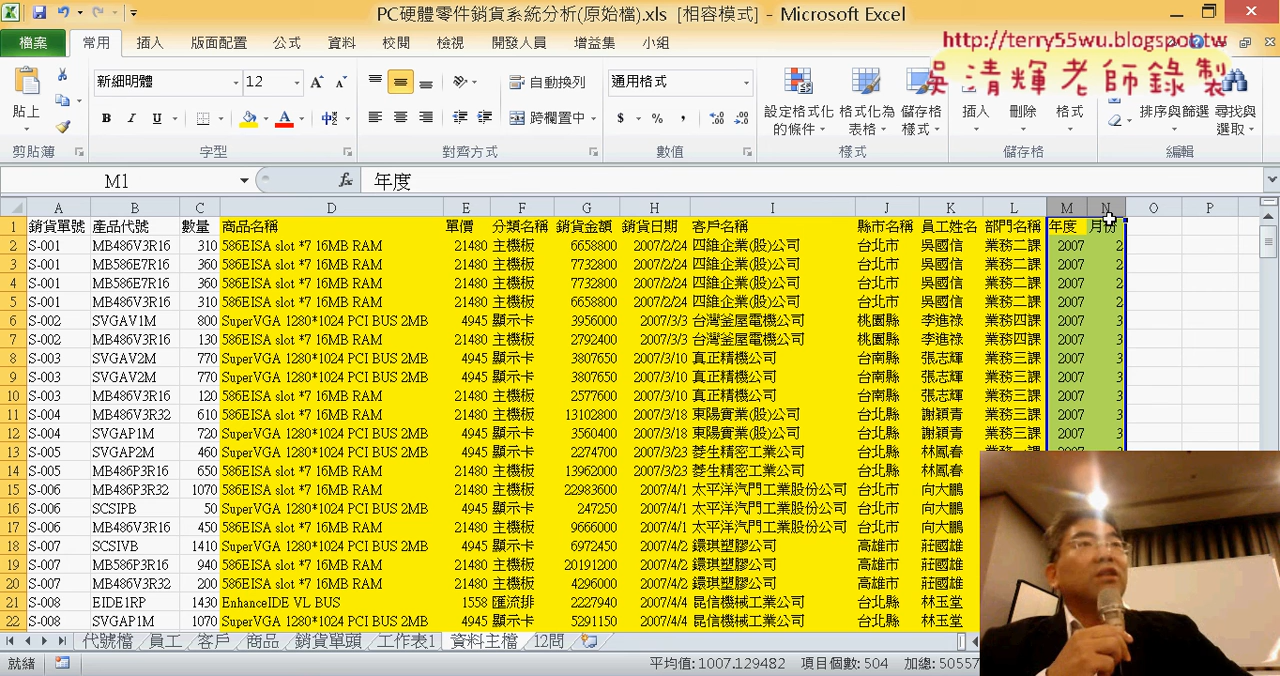 PC硬體零件銷貨系統分析(原始檔).xls [相容模式] - Microsoft Excel
檔案 常用 插入 版面配置 公式 資料 校閱 檢視 開發人員 增益集 小組
http://terry55wu.blogspot.tw
吳清輝老師錄製
新細明體 12 自動換列 通用格式
貼上 B I U 跨欄置中 $ % , 設定格式化的條件 格式化為表格 儲存格樣式 插入 刪除 格式 排序與篩選 尋找與選取
剪貼簿 字型 對齊方式 數值 樣式 儲存格 編輯
M1 fx 年度
A B C D E F G H I J K L M N O P
1 銷貨單號 產品代號 數量 商品名稱 單價 分類名稱 銷貨金額 銷貨日期 客戶名稱 縣市名稱 員工姓名 部門名稱 年度 月份
2 S-001 MB486V3R16 310 586EISA slot *7 16MB RAM 21480 主機板 6658800 2007/2/24 四維企業(股)公司 台北市 吳國信 業務二課 2007 2
3 S-001 MB586E7R16 360 586EISA slot *7 16MB RAM 21480 主機板 7732800 2007/2/24 四維企業(股)公司 台北市 吳國信 業務二課 2007 2
4 S-001 MB586E7R16 360 586EISA slot *7 16MB RAM 21480 主機板 7732800 2007/2/24 四維企業(股)公司 台北市 吳國信 業務二課 2007 2
5 S-001 MB486V3R16 310 586EISA slot *7 16MB RAM 21480 主機板 6658800 2007/2/24 四維企業(股)公司 台北市 吳國信 業務二課 2007 2
6 S-002 SVGAV1M 800 SuperVGA 1280*1024 PCI BUS 2MB 4945 顯示卡 3956000 2007/3/3 台灣釜屋電機公司 桃園縣 李進祿 業務四課 2007 3
7 S-002 MB486V3R16 130 586EISA slot *7 16MB RAM 21480 主機板 2792400 2007/3/3 台灣釜屋電機公司 桃園縣 李進祿 業務四課 2007 3
8 S-003 SVGAV2M 770 SuperVGA 1280*1024 PCI BUS 2MB 4945 顯示卡 3807650 2007/3/10 真正精機公司 台南縣 張志輝 業務三課 2007 3
9 S-003 SVGAV2M 770 SuperVGA 1280*1024 PCI BUS 2MB 4945 顯示卡 3807650 2007/3/10 真正精機公司 台南縣 張志輝 業務三課 2007 3
10 S-003 MB486V3R16 120 586EISA slot *7 16MB RAM 21480 主機板 2577600 2007/3/10 真正精機公司 台南縣 張志輝 業務三課 2007 3
11 S-004 MB486V3R32 610 586EISA slot *7 16MB RAM 21480 主機板 13102800 2007/3/18 東陽實業(股)公司 台北縣 謝穎青 業務三課 2007 3
12 S-004 SVGAP1M 720 SuperVGA 1280*1024 PCI BUS 2MB 4945 顯示卡 3560400 2007/3/18 東陽實業(股)公司 台北縣 謝穎青 業務三課 2007 3
13 S-005 SVGAP2M 460 SuperVGA 1280*1024 PCI BUS 2MB 4945 顯示卡 2274700 2007/3/23 菱生精密工業公司 台北縣 林鳳春
14 S-005 MB486P3R16 650 586EISA slot *7 16MB RAM 21480 主機板 13962000 2007/3/23 菱生精密工業公司 台北縣 林鳳春
15 S-006 MB486P3R32 1070 586EISA slot *7 16MB RAM 21480 主機板 22983600 2007/4/1 太平洋汽門工業股份公司 台北市 向大鵬
16 S-006 SCSIPB 50 586EISA slot *7 16MB RAM 4945 主機板 247250 2007/4/1 太平洋汽門工業股份公司 台北市 向大鵬
17 S-006 MB486V3R16 450 586EISA slot *7 16MB RAM 21480 主機板 9666000 2007/4/1 太平洋汽門工業股份公司 台北市 向大鵬
18 S-007 SCSIVB 1410 SuperVGA 1280*1024 PCI BUS 2MB 4945 顯示卡 6972450 2007/4/2 鐶琪塑膠公司 高雄市 莊國雄
19 S-007 MB586P3R16 940 586EISA slot *7 16MB RAM 21480 主機板 20191200 2007/4/2 鐶琪塑膠公司 高雄市 莊國雄
20 S-007 MB486V3R32 200 586EISA slot *7 16MB RAM 21480 主機板 4296000 2007/4/2 鐶琪塑膠公司 高雄市 莊國雄
21 S-008 EIDE1RP 1430 EnhanceIDE VL BUS 1558 匯流排 2227940 2007/4/4 昆信機械工業公司 台北縣 林玉堂
22 S-008 SVGAP1M 1070 SuperVGA 1280*1024 PCI BUS 2MB 4945 顯示卡 5291150 2007/4/4 昆信機械工業公司 台北縣 林玉堂
代號檔 員工 客戶 商品 銷貨單頭 工作表1 資料主檔 12問
就緒 平均值: 1007.129482 項目個數: 504 加總: 50557